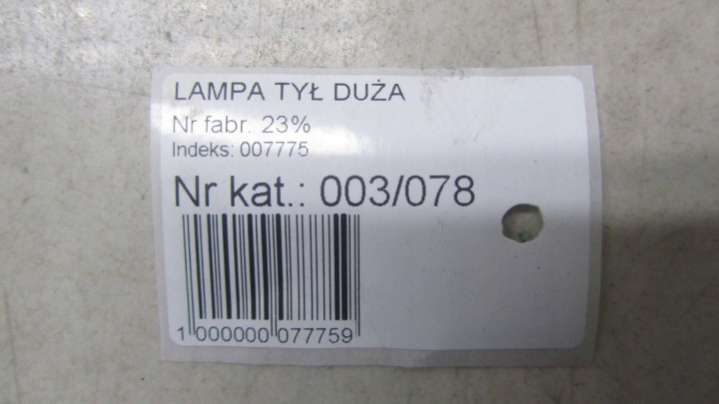 LAMPA TYŁ DUŻA
Nr fabr. 23%
Indeks: 007775
Nr kat.: 003/078
1 000000 077759